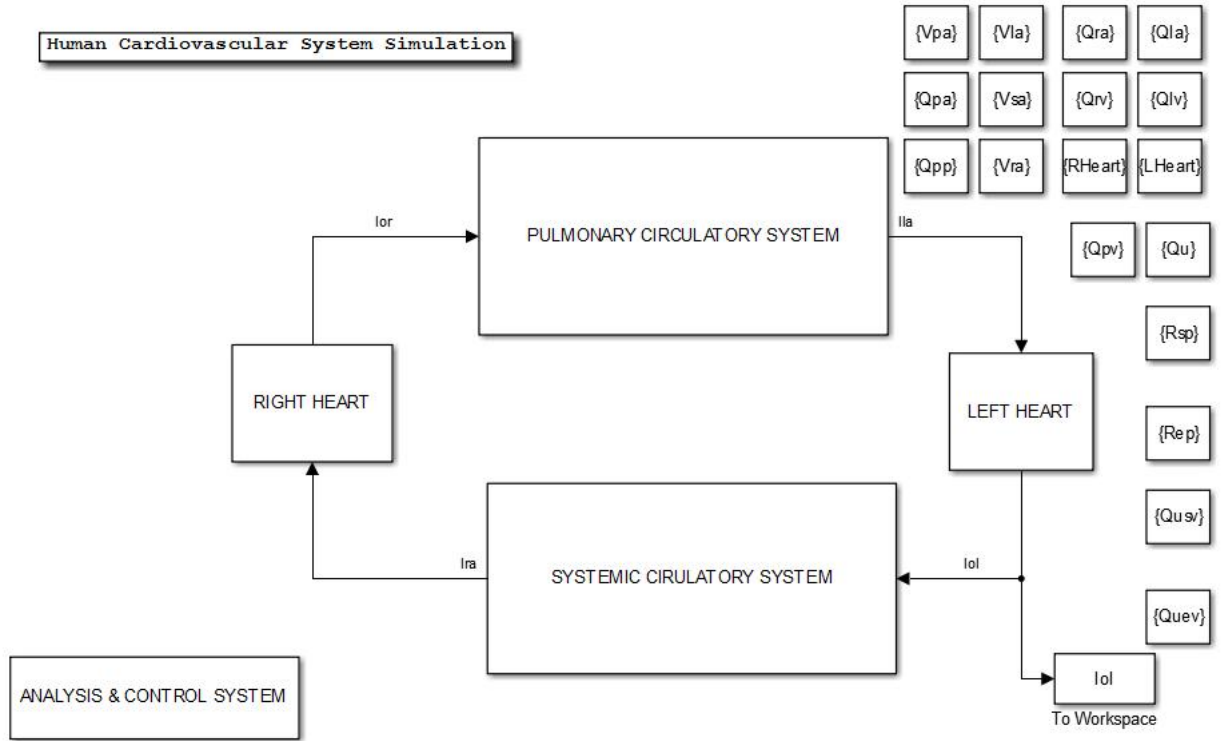 Human Cardiovascular System Simulation
{Vpa} {Vla} {Qra} {Qla}
{Qpa} {Vsa} {Qrv} {Qlv}
{Qpp} {Vra} {RHeart} {LHeart}
Ior
PULMONARY CIRCULATORY SYSTEM
Ila
{Qpv} {Qu}
{Rsp}
RIGHT HEART
LEFT HEART
{Rep}
{Qusv}
Ira
SYSTEMIC CIRULATORY SYSTEM
Iol
{Quev}
ANALYSIS & CONTROL SYSTEM
Iol
To Workspace